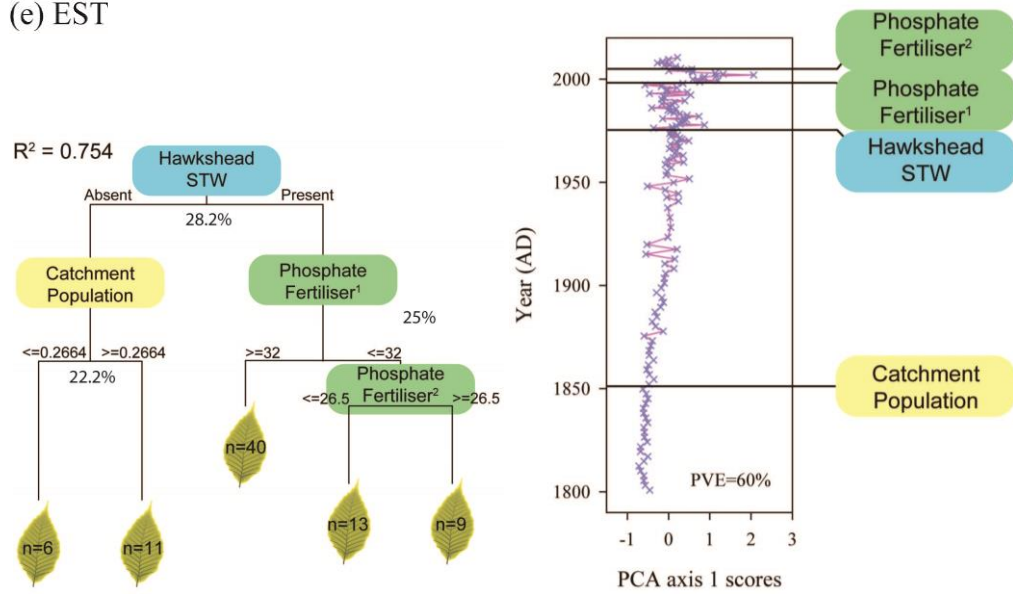 (e) EST
R² = 0.754
Hawkshead
STW
Absent
Present
28.2%
Catchment
Population
Phosphate
Fertiliser¹
25%
<=0.2664
>=0.2664
22.2%
>=32
<=32
Phosphate
Fertiliser²
<=26.5
>=26.5
n=40
n=6
n=11
n=13
n=9
2000
1950
1900
1850
1800
Year (AD)
PVE=60%
-1 0 1 2 3
PCA axis 1 scores
Phosphate
Fertiliser²
Phosphate
Fertiliser¹
Hawkshead
STW
Catchment
Population